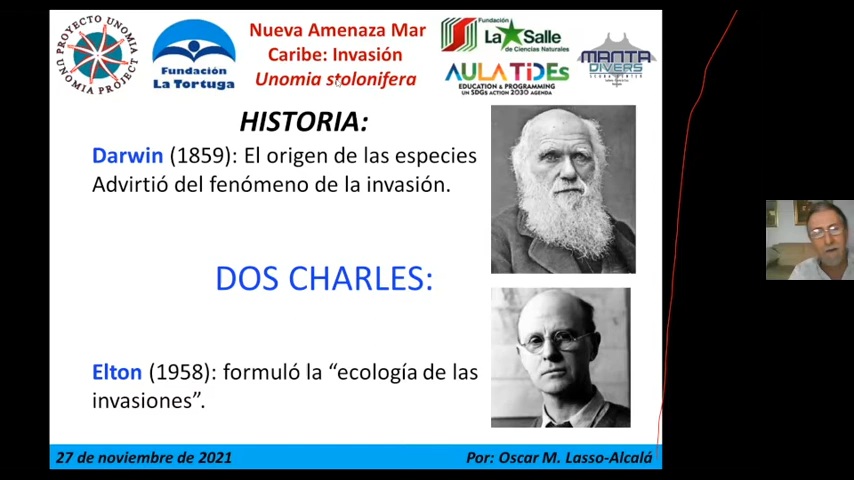 PROYECTO UNOMIA
UNOMIA PROJECT
Fundación
La Tortuga
Nueva Amenaza Mar
Caribe: Invasión
Unomia stolonifera
Fundación
La Salle
de Ciencias Naturales
AULA TiDEs
EDUCATION & PROGRAMMING
UN SDGs ACTION 2030 AGENDA
MANTA
DIVERS
SCUBA CENTER
HISTORIA:
Darwin (1859): El origen de las especies
Advirtió del fenómeno de la invasión.
DOS CHARLES:
Elton (1958): formuló la “ecología de las
invasiones”.
27 de noviembre de 2021
Por: Oscar M. Lasso-Alcalá